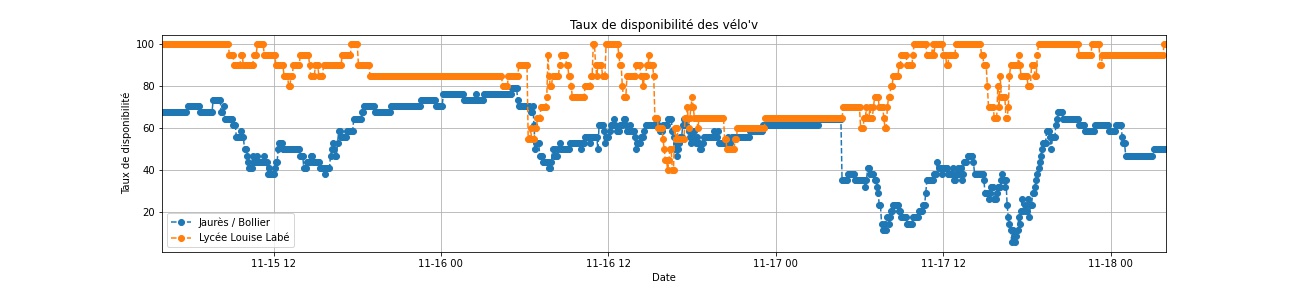 Taux de disponibilité des vélo'v
100
80
60
40
20
Taux de disponibilité
Jaurès / Bollier
Lycée Louise Labé
11-15 12
11-16 00
11-16 12
11-17 00
11-17 12
11-18 00
Date